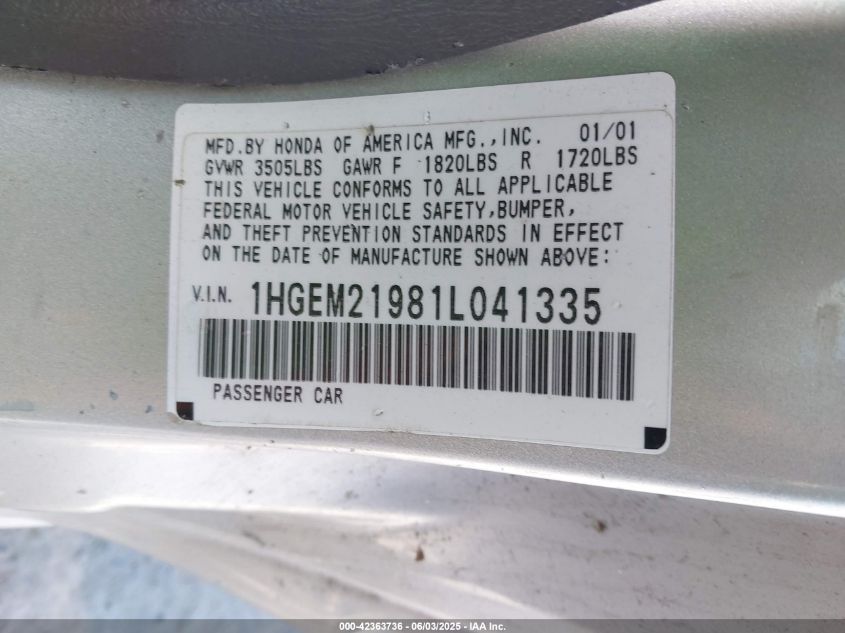 MFD.BY HONDA OF AMERICA MFG.,INC. 01/01
GVWR 3505LBS GAWR F 1820LBS R 1720LBS
THIS VEHICLE CONFORMS TO ALL APPLICABLE
FEDERAL MOTOR VEHICLE SAFETY,BUMPER,
AND THEFT PREVENTION STANDARDS IN EFFECT
ON THE DATE OF MANUFACTURE SHOWN ABOVE:
V.I.N. 1HGEM21981L041335
PASSENGER CAR
000-42363736 - 06/03/2025 - IAA Inc.